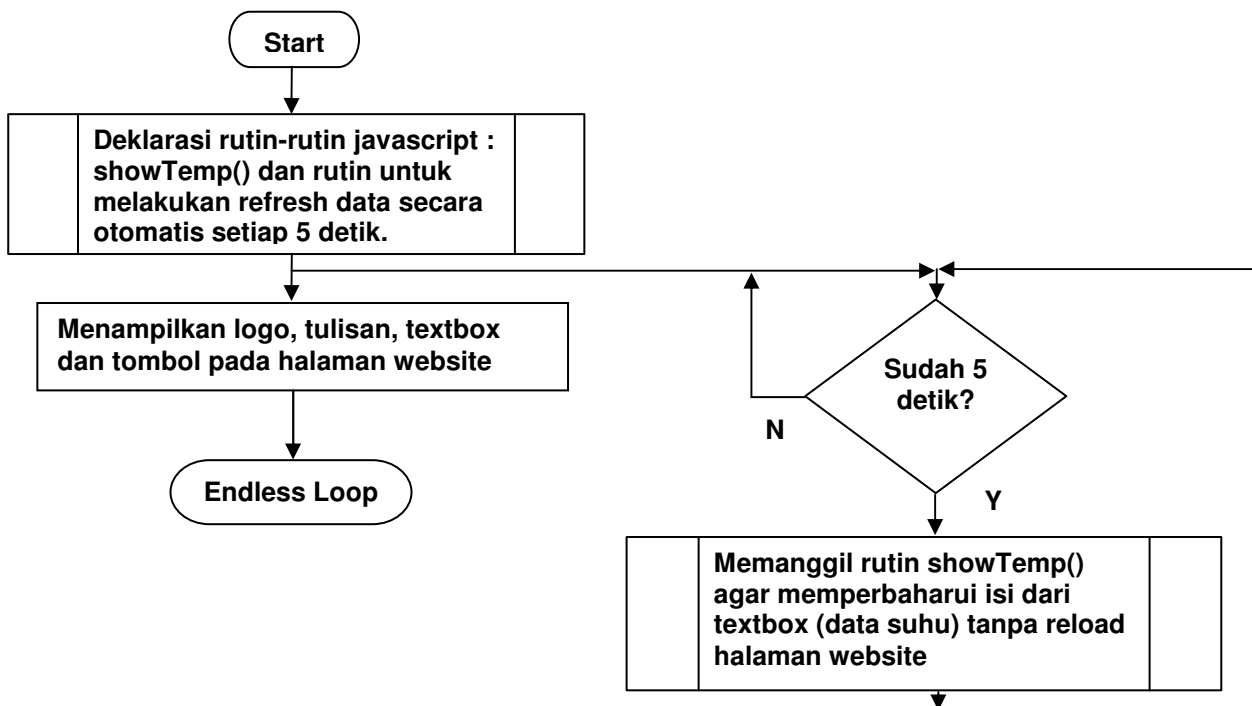 Start
Deklarasi rutin-rutin javascript :
showTemp() dan rutin untuk
melakukan refresh data secara
otomatis setiap 5 detik.
Menampilkan logo, tulisan, textbox
dan tombol pada halaman website
Endless Loop
Sudah 5
detik?
N
Y
Memanggil rutin showTemp()
agar memperbaharui isi dari
textbox (data suhu) tanpa reload
halaman website